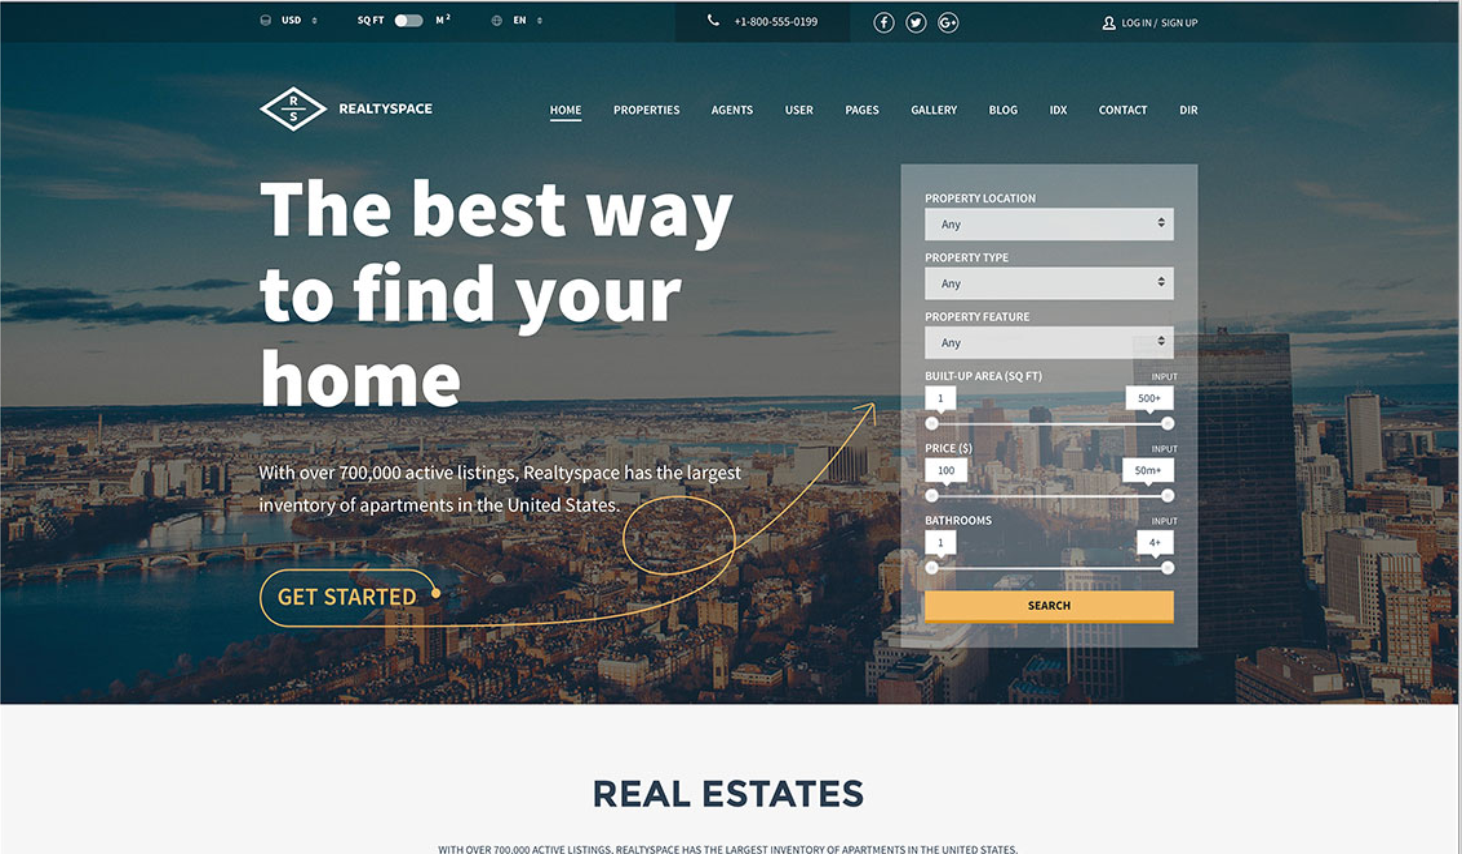 USD
SQ FT
M²
EN
+1-800-555-0199
LOG IN / SIGN UP
R
S
REALTYSPACE
HOME PROPERTIES AGENTS USER PAGES GALLERY BLOG IDX CONTACT DIR
The best way
to find your
home
With over 700,000 active listings, Realtyspace has the largest
inventory of apartments in the United States.
GET STARTED
PROPERTY LOCATION
Any
PROPERTY TYPE
Any
PROPERTY FEATURE
Any
BUILT-UP AREA (SQ FT) INPUT
1 500+
PRICE ($) INPUT
100 50m+
BATHROOMS INPUT
1 4+
SEARCH
REAL ESTATES
WITH OVER 700,000 ACTIVE LISTINGS, REALTYSPACE HAS THE LARGEST INVENTORY OF APARTMENTS IN THE UNITED STATES.